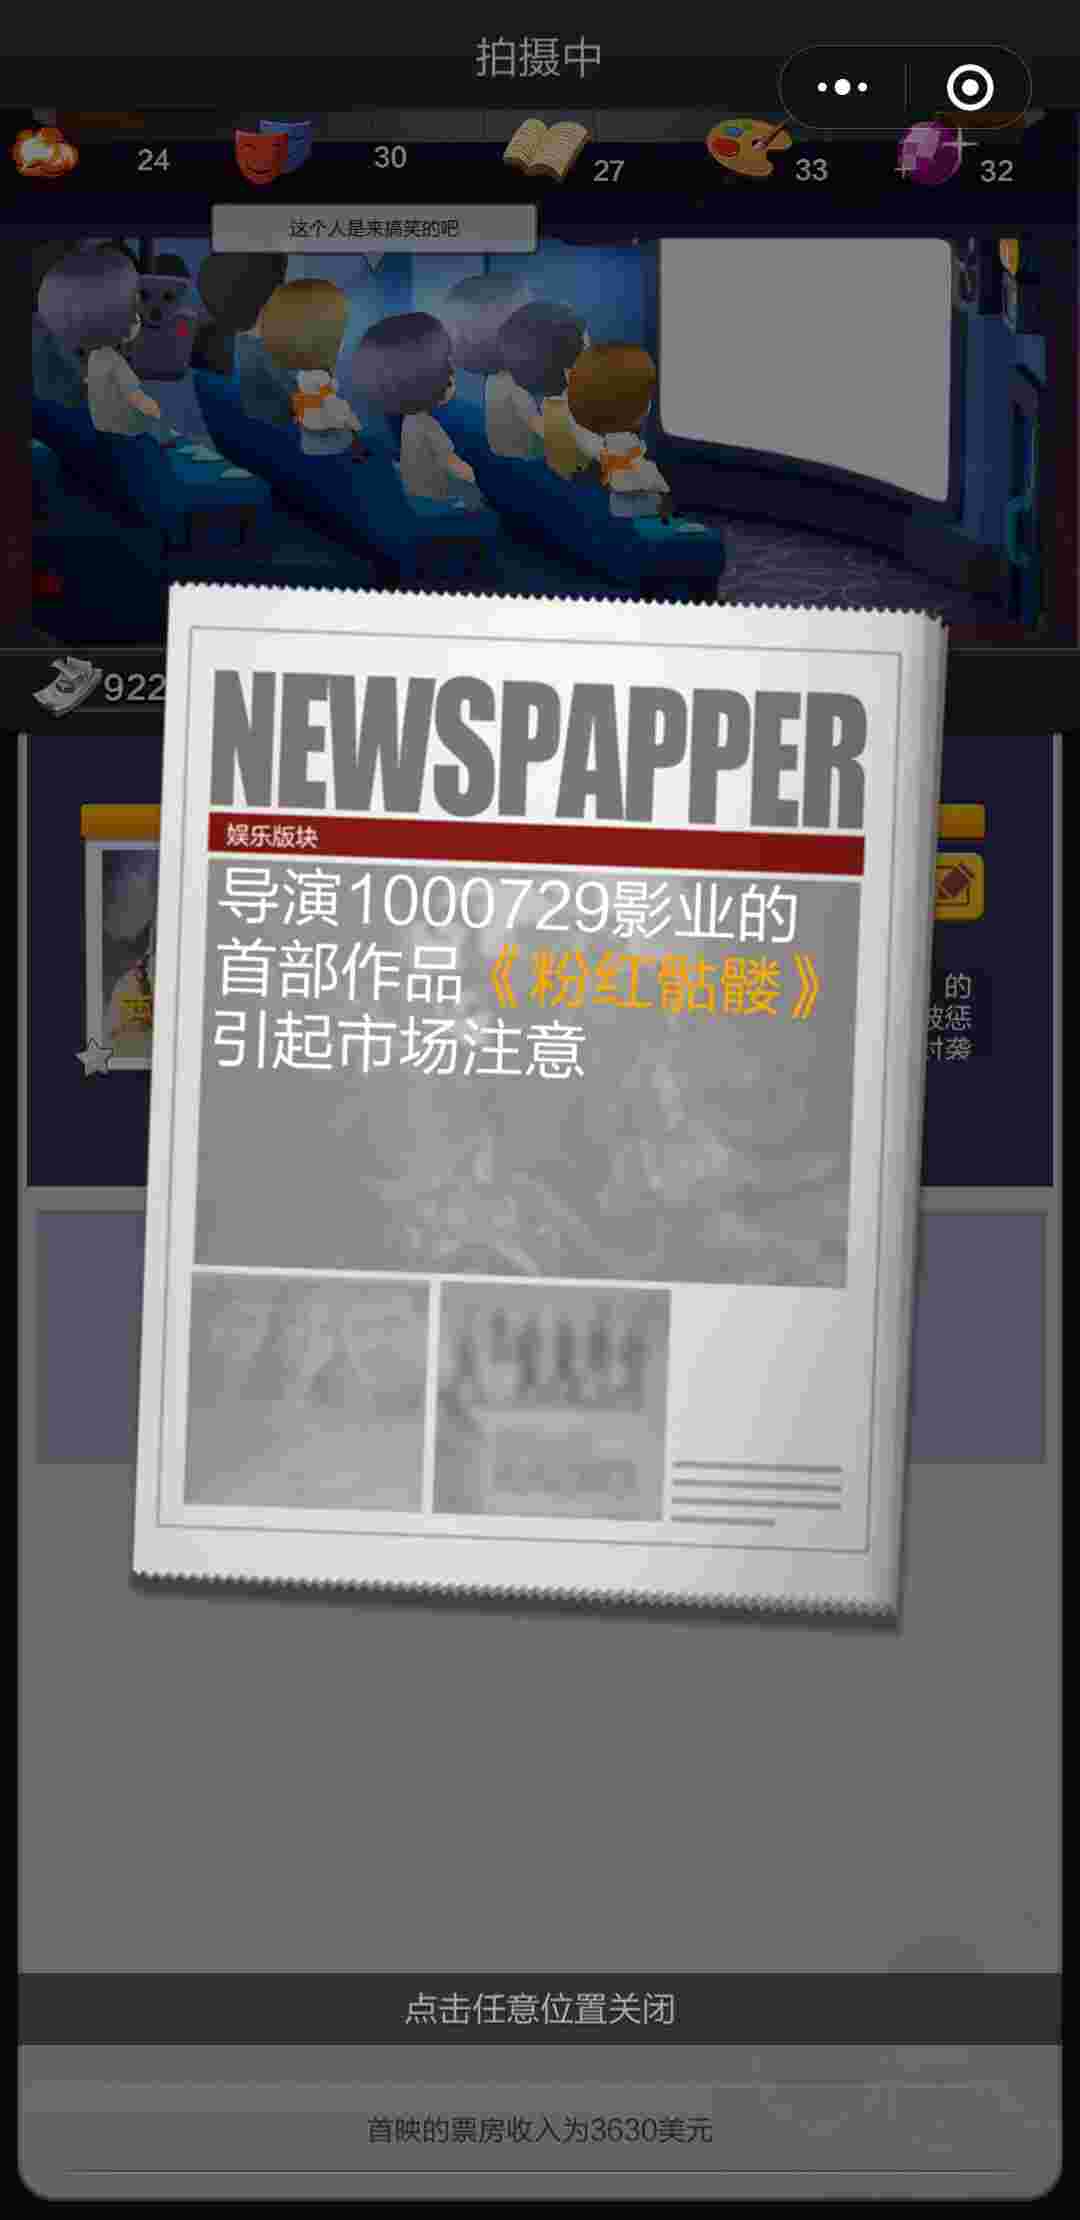 拍摄中
24
30
27
33
32
这个人是来搞笑的吧
922
NEWSPAPPER
娱乐版块
导演1000729影业的
首部作品《粉红骷髅》
引起市场注意
的
被惩
讨袭
点击任意位置关闭
首映的票房收入为3630美元